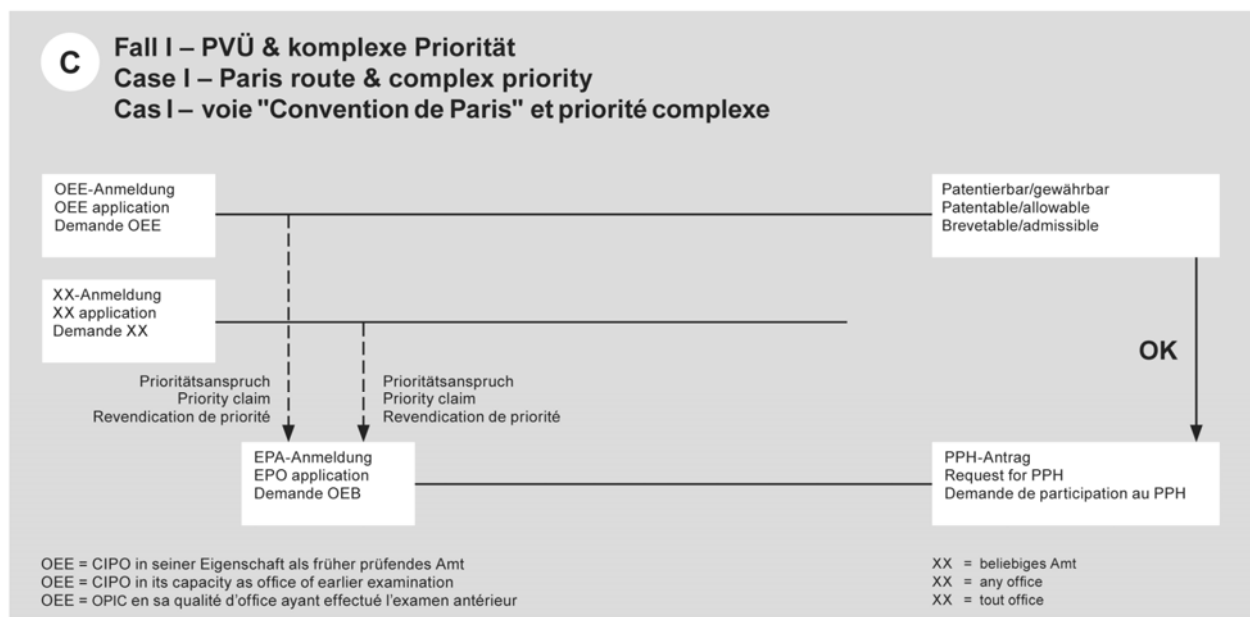 C
Fall I – PVÜ & komplexe Priorität
Case I – Paris route & complex priority
Cas I – voie "Convention de Paris" et priorité complexe
OEE-Anmeldung
OEE application
Demande OEE
Patentierbar/gewährbar
Patentable/allowable
Brevetable/admissible
XX-Anmeldung
XX application
Demande XX
OK
Prioritätsanspruch
Priority claim
Revendication de priorité
Prioritätsanspruch
Priority claim
Revendication de priorité
EPA-Anmeldung
EPO application
Demande OEB
PPH-Antrag
Request for PPH
Demande de participation au PPH
OEE = CIPO in seiner Eigenschaft als früher prüfendes Amt
OEE = CIPO in its capacity as office of earlier examination
OEE = OPIC en sa qualité d'office ayant effectué l'examen antérieur
XX = beliebiges Amt
XX = any office
XX = tout office